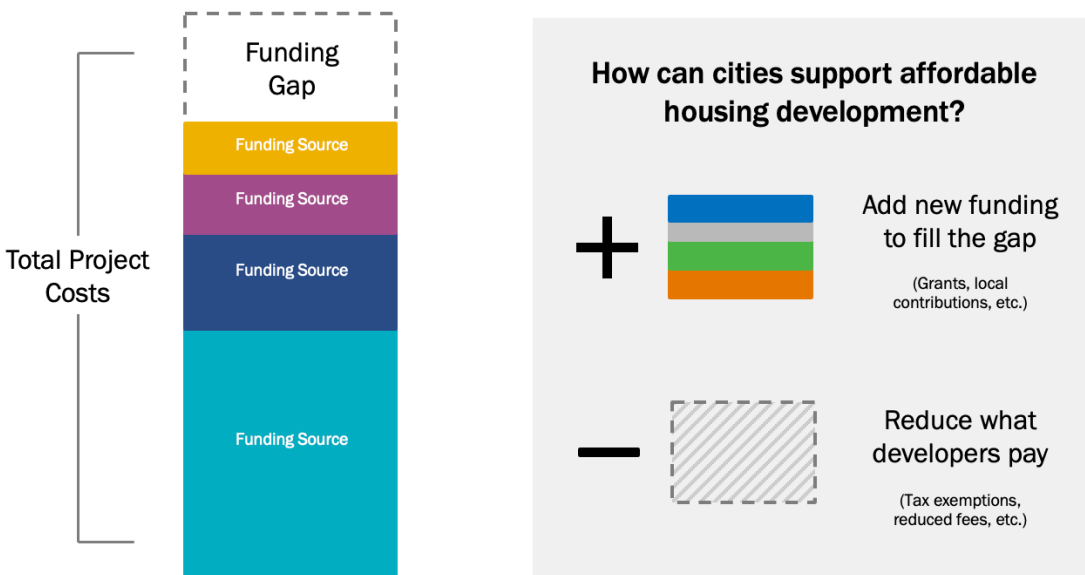 Funding
Gap
Funding Source
Funding Source
Funding Source
Funding Source
Total Project
Costs
How can cities support affordable
housing development?
Add new funding
to fill the gap
(Grants, local
contributions, etc.)
Reduce what
developers pay
(Tax exemptions,
reduced fees, etc.)